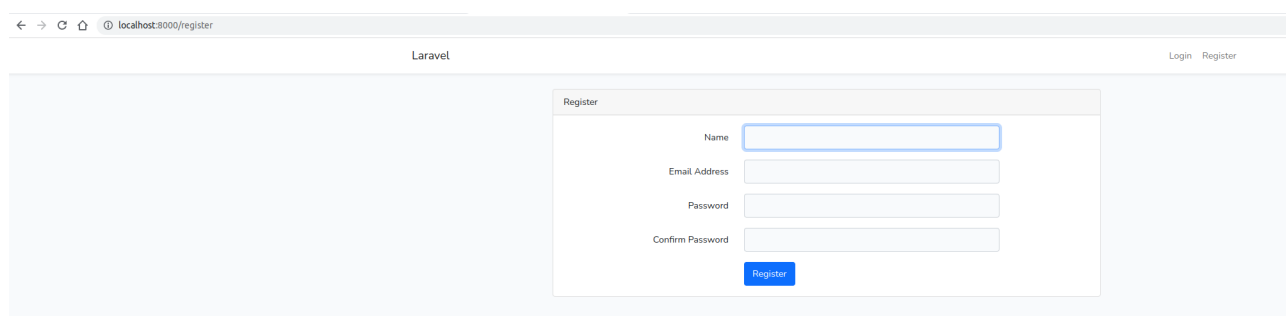 localhost:8000/register
Laravel Login Register
Register
Name
Email Address
Password
Confirm Password
Register